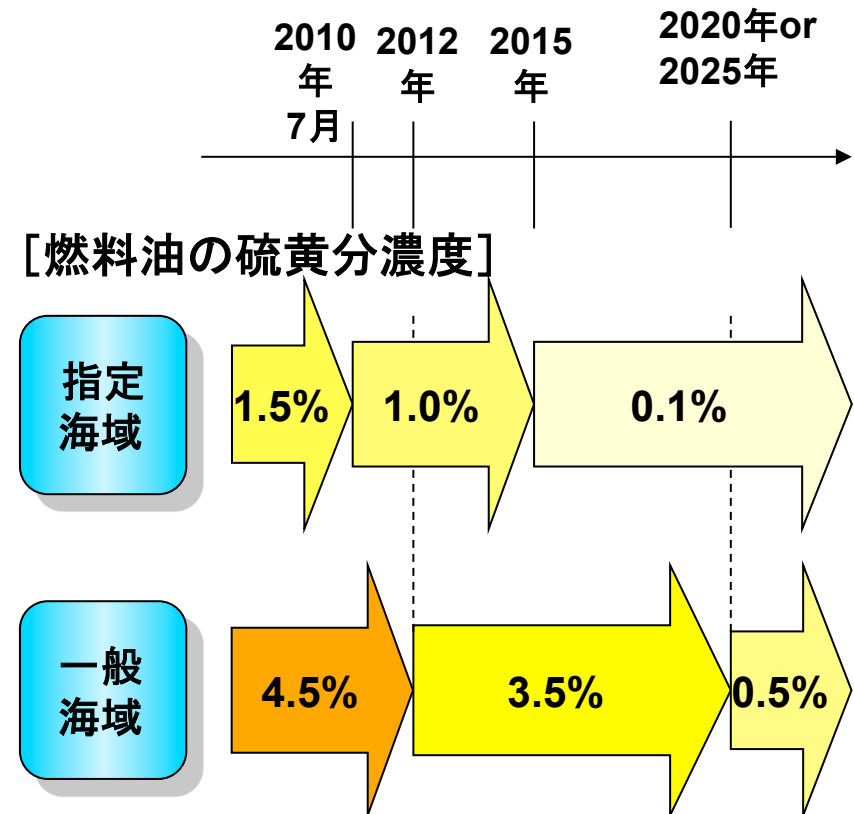 2010
年
7月
2012
年
2015
年
2020年or
2025年
[燃料油の硫黄分濃度]
指定
海域
1.5%
1.0%
0.1%
一般
海域
4.5%
3.5%
0.5%